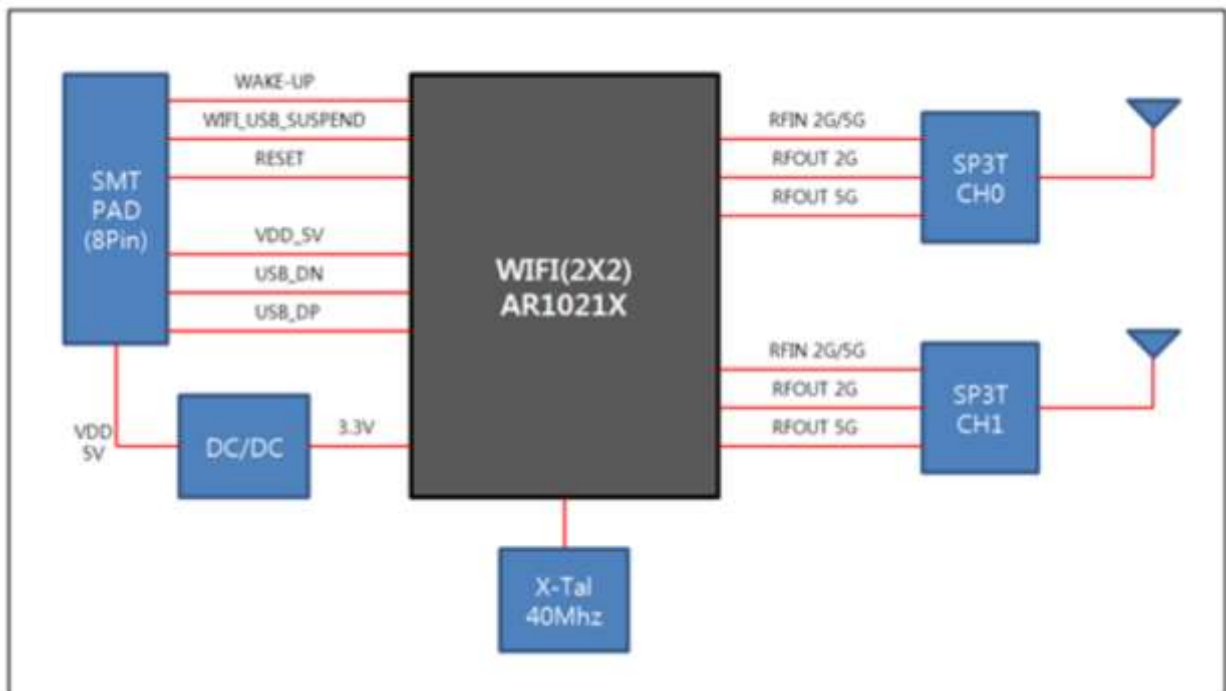 WAKE-UP
WIFI_USB_SUSPEND
RESET
SMT
PAD
(8Pin)
VDD_5V
USB_DN
USB_DP
VDD
5V
DC/DC
3.3V
WIFI(2X2)
AR1021X
X-Tal
40Mhz
RFIN 2G/5G
RFOUT 2G
RFOUT 5G
SP3T
CH0
RFIN 2G/5G
RFOUT 2G
RFOUT 5G
SP3T
CH1